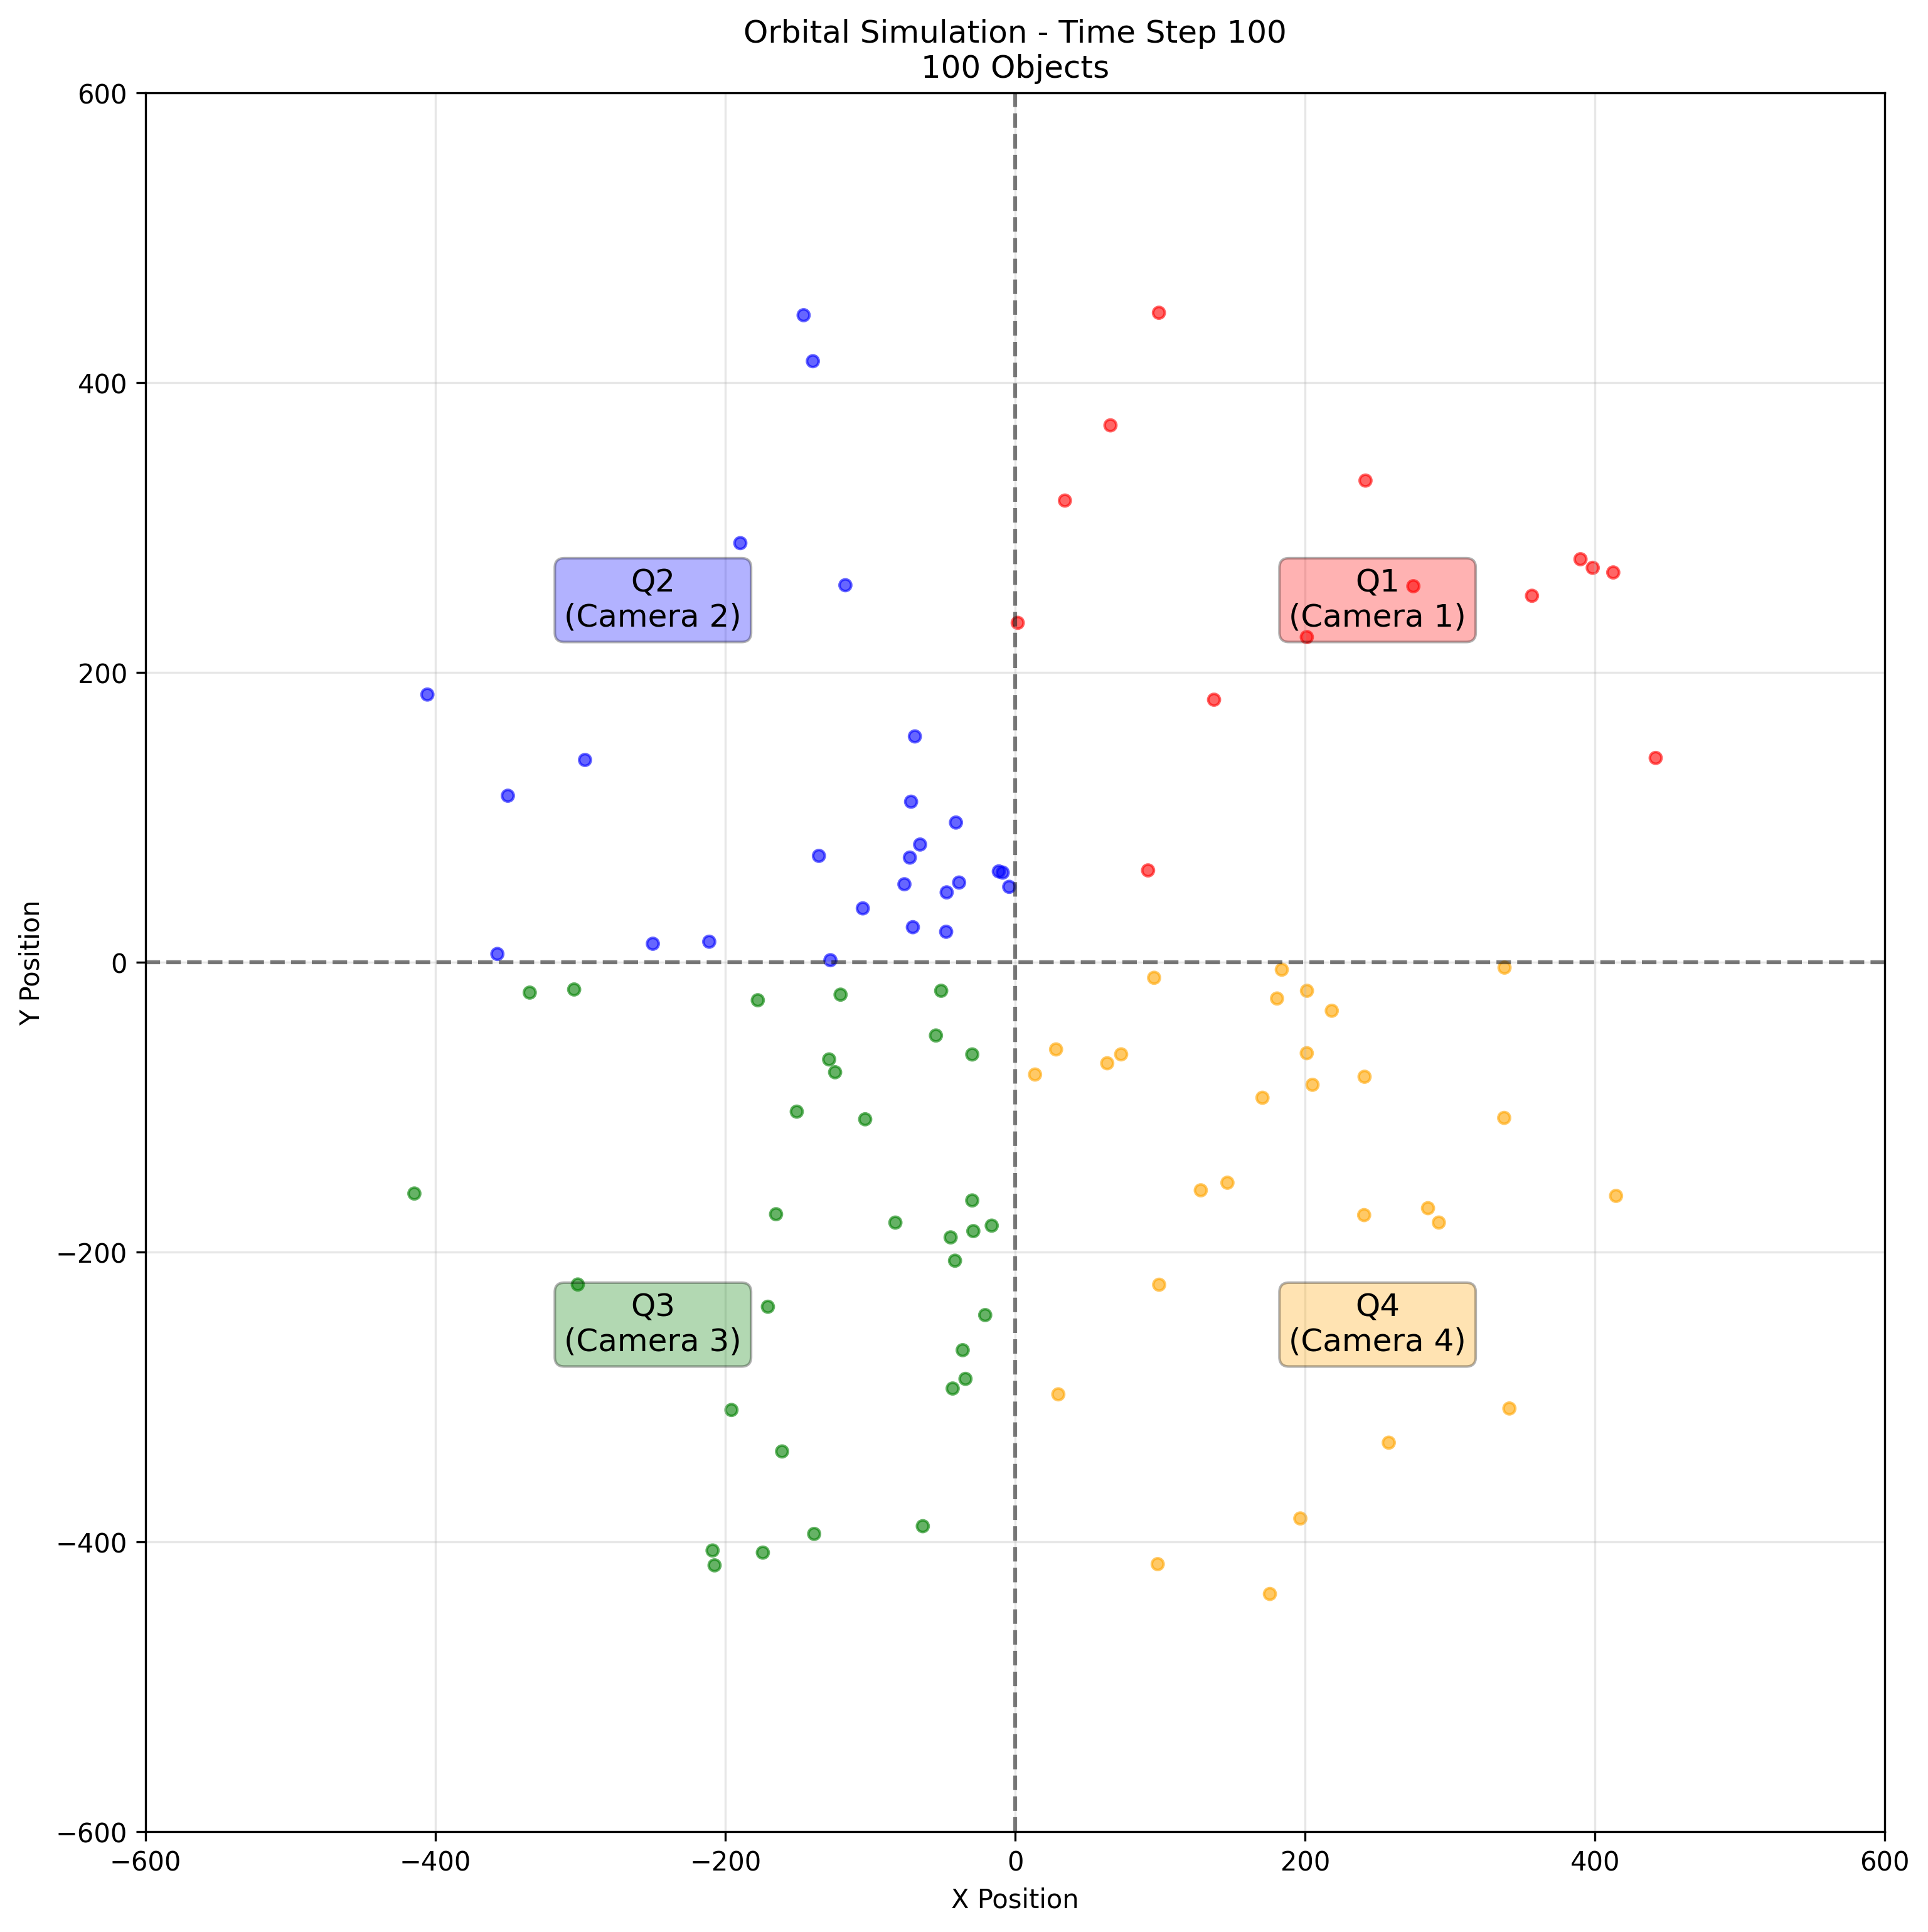 Orbital Simulation - Time Step 100
100 Objects
600
400
200
0
−200
−400
−600
Y Position
Q2
(Camera 2)
Q1
(Camera 1)
Q3
(Camera 3)
Q4
(Camera 4)
−600
−400
−200
0
200
400
600
X Position